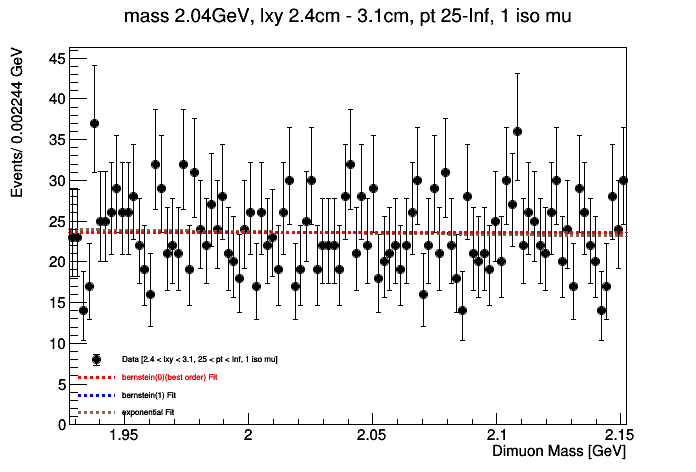 mass 2.04GeV, lxy 2.4cm - 3.1cm, pt 25-Inf, 1 iso mu
Events/ 0.002244 GeV
45
40
35
30
25
20
15
10
5
0
Data [2.4 < lxy < 3.1, 25 < pt < Inf, 1 iso mu]
bernstein(0)(best order) Fit
bernstein(1) Fit
exponential Fit
1.95 2 2.05 2.1 2.15
Dimuon Mass [GeV]